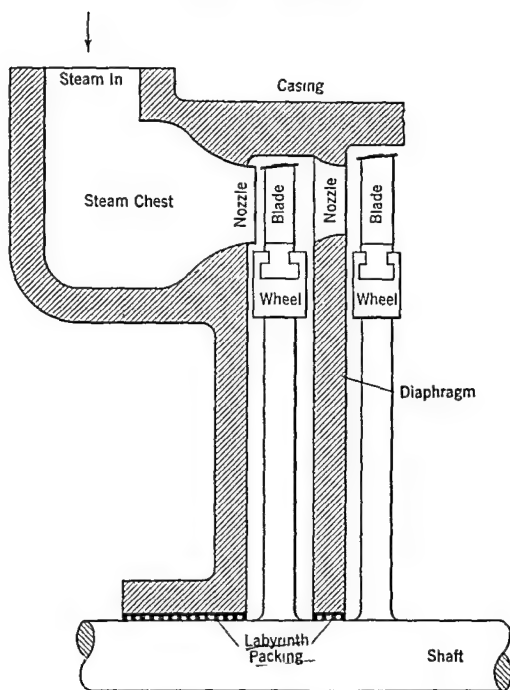 Steam In
Casing
Steam Chest
Nozzle
Blade
Nozzle
Blade
Wheel
Wheel
Diaphragm
Labyrinth
Packing
Shaft